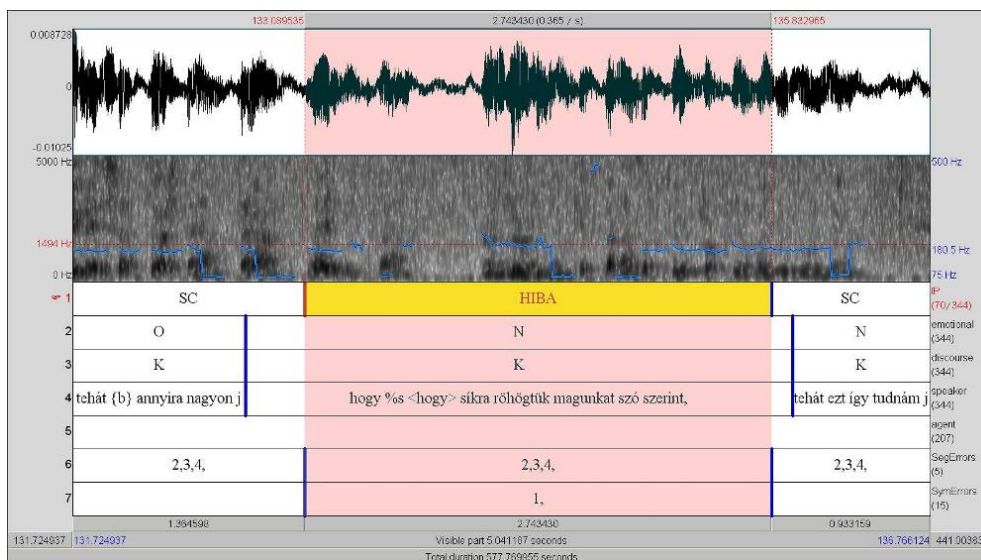 133.089535 2.743430 (0.365 / s) 135.832965
0.008728
0
-0.01025
5000 Hz 500 Hz
1494 Hz 180.5 Hz
0 Hz 75 Hz
1 SC HIBA SC IP (70/344)
2 O N N emotional (344)
3 K K K discourse (344)
4 tehát {b} annyira nagyon j hogy %s <hogy> síkra röhögtük magunkat szó szerint, tehát ezt így tudnám j speaker (344)
5 agent (207)
6 2,3,4, 2,3,4, 2,3,4, SegErrors (5)
7 1, SymErrors (15)
1.364598 2.743430 0.933159
131.724937 131.724937 Visible part 5.041187 seconds 136.766124 441.00383
Total duration 577.769955 seconds